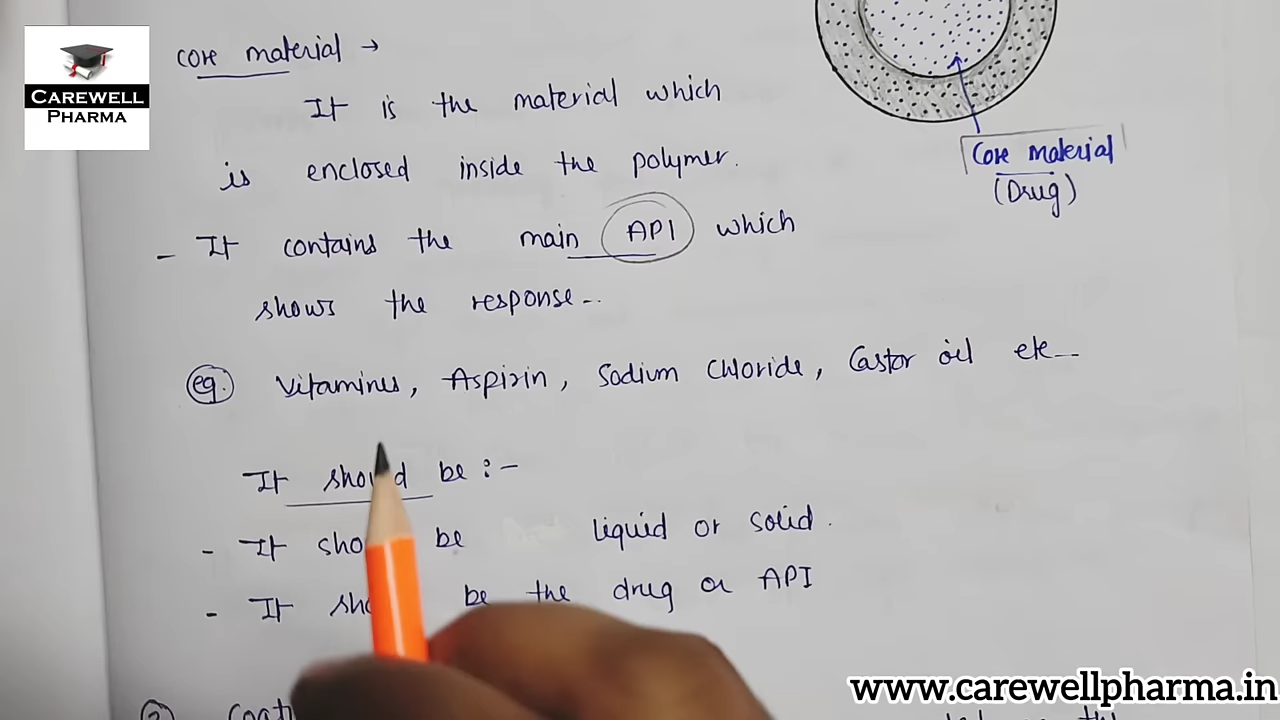 CAREWELL
PHARMA
Core material →
It is the material which
is enclosed inside the polymer.
- It contains the main API which
shows the response..
eg. Vitamines, Aspirin, Sodium Chloride, Castor oil etc--
It should be :-
- It be liquid or solid.
- It be the drug or API
Core material
(Drug)
www.carewellpharma.in